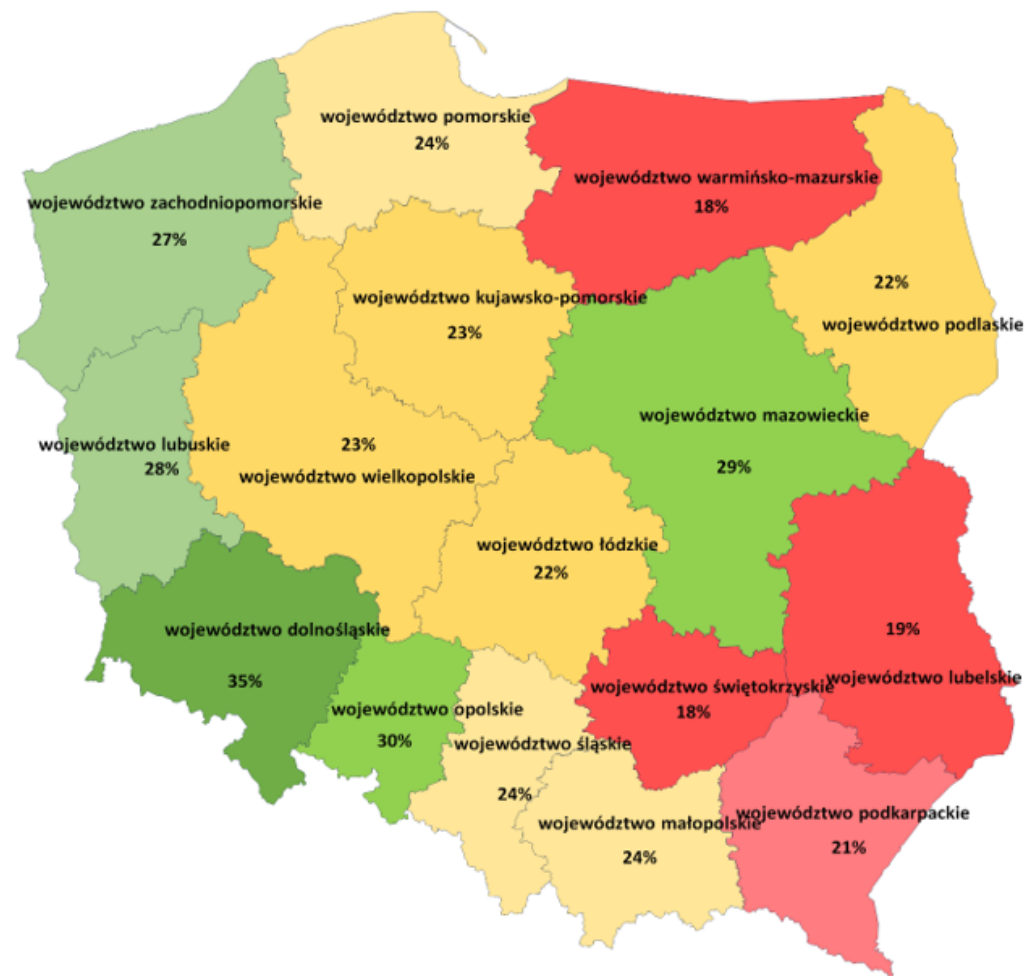 województwo pomorskie
24%
województwo warmińsko-mazurskie
18%
województwo zachodniopomorskie
27%
22%
województwo podlaskie
województwo kujawsko-pomorskie
23%
województwo mazowieckie
29%
województwo lubuskie
28%
23%
województwo wielkopolskie
województwo łódzkie
22%
województwo dolnośląskie
35%
19%
województwo lubelskie
województwo świętokrzyskie
18%
województwo opolskie
30%
województwo śląskie
24%
województwo małopolskie
24%
województwo podkarpackie
21%